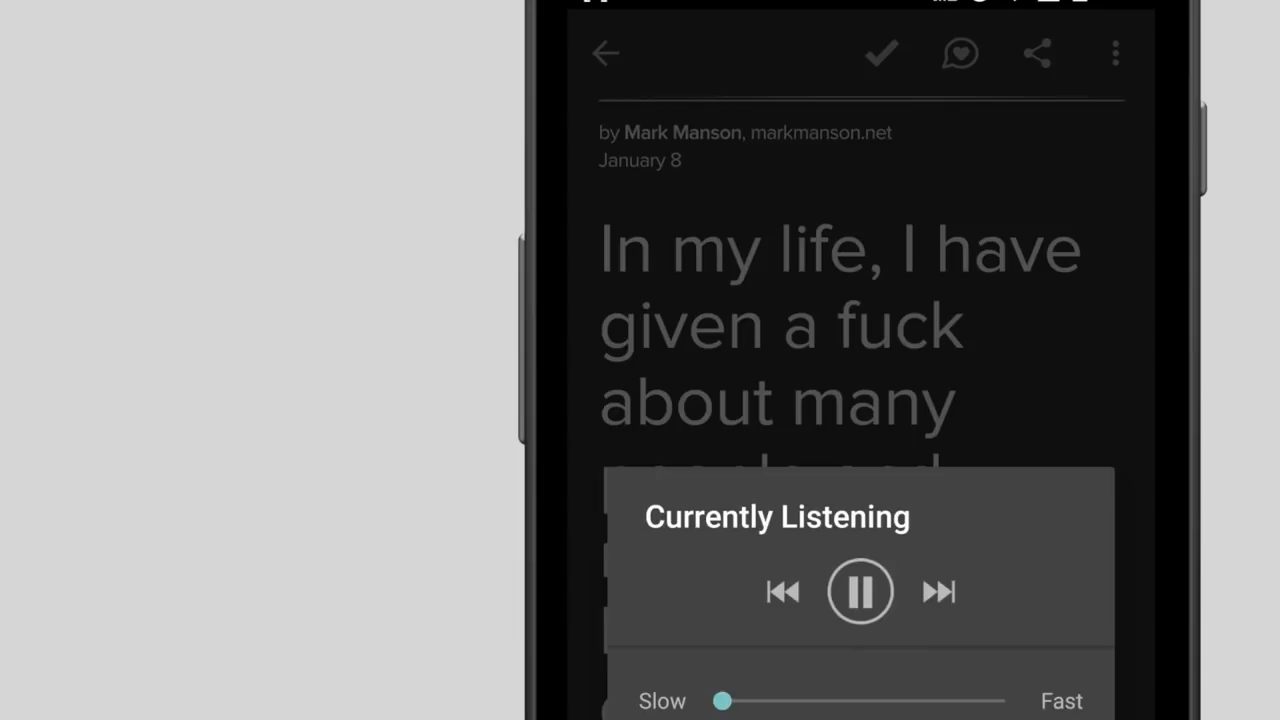 by Mark Manson, markmanson.net
January 8
In my life, I have
given a fuck
about many
Currently Listening
Slow Fast